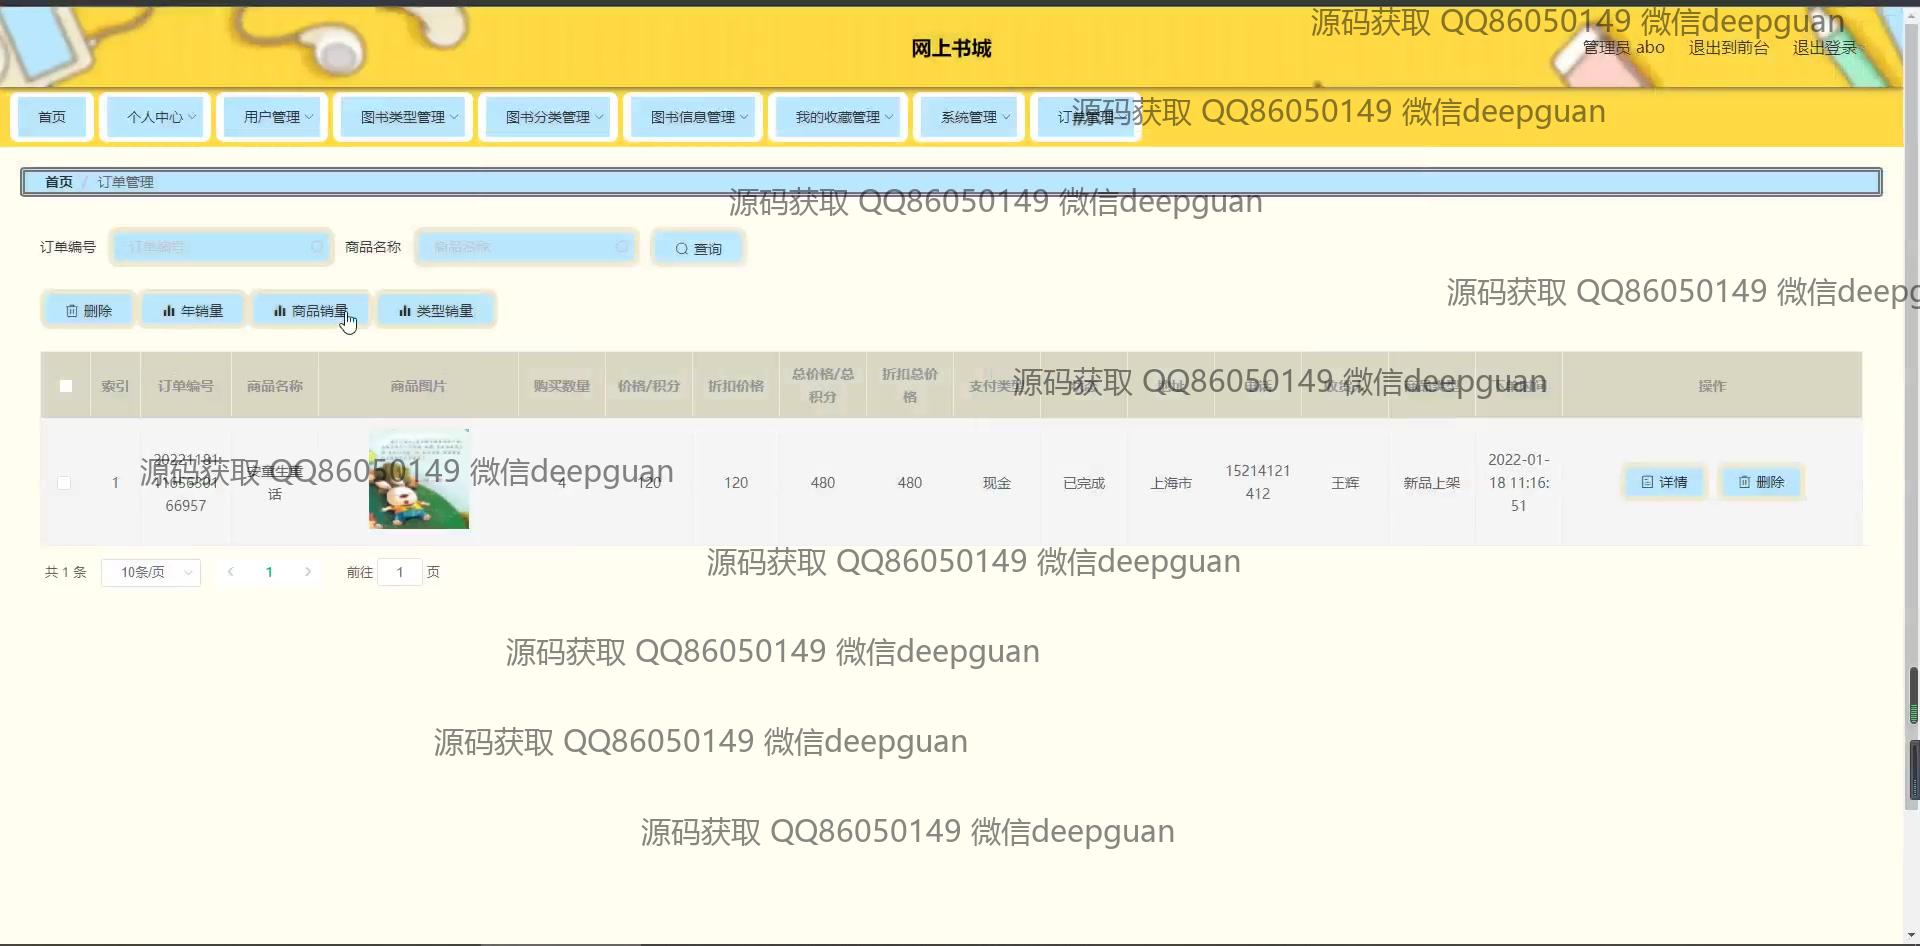 源码获取 QQ86050149 微信deepguan
网上书城
管理员 abo 退出到前台 退出登录
首页 个人中心 用户管理 图书类型管理 图书分类管理 图书信息管理 我的收藏管理 系统管理 订单管理
源码获取 QQ86050149 微信deepguan
首页 / 订单管理
源码获取 QQ86050149 微信deepguan
订单编号 订单编号 商品名称 商品名称 查询
源码获取 QQ86050149 微信deepg
删除 年销量 商品销量 类型销量
索引 订单编号 商品名称 商品图片 购买数量 价格/积分 折扣价格 总价格/总积分 折扣总价格 支付类型 操作
源码获取 QQ86050149 微信deepguan
1 安徒生童话 4 120 120 480 480 现金 已完成 上海市 15214121412 王辉 新品上架 2022-01-18 11:16:51 详情 删除
66957
源码获取 QQ86050149 微信deepguan
源码获取 QQ86050149 微信deepguan
共 1 条 10条/页 1 前往 1 页
源码获取 QQ86050149 微信deepguan
源码获取 QQ86050149 微信deepguan
源码获取 QQ86050149 微信deepguan